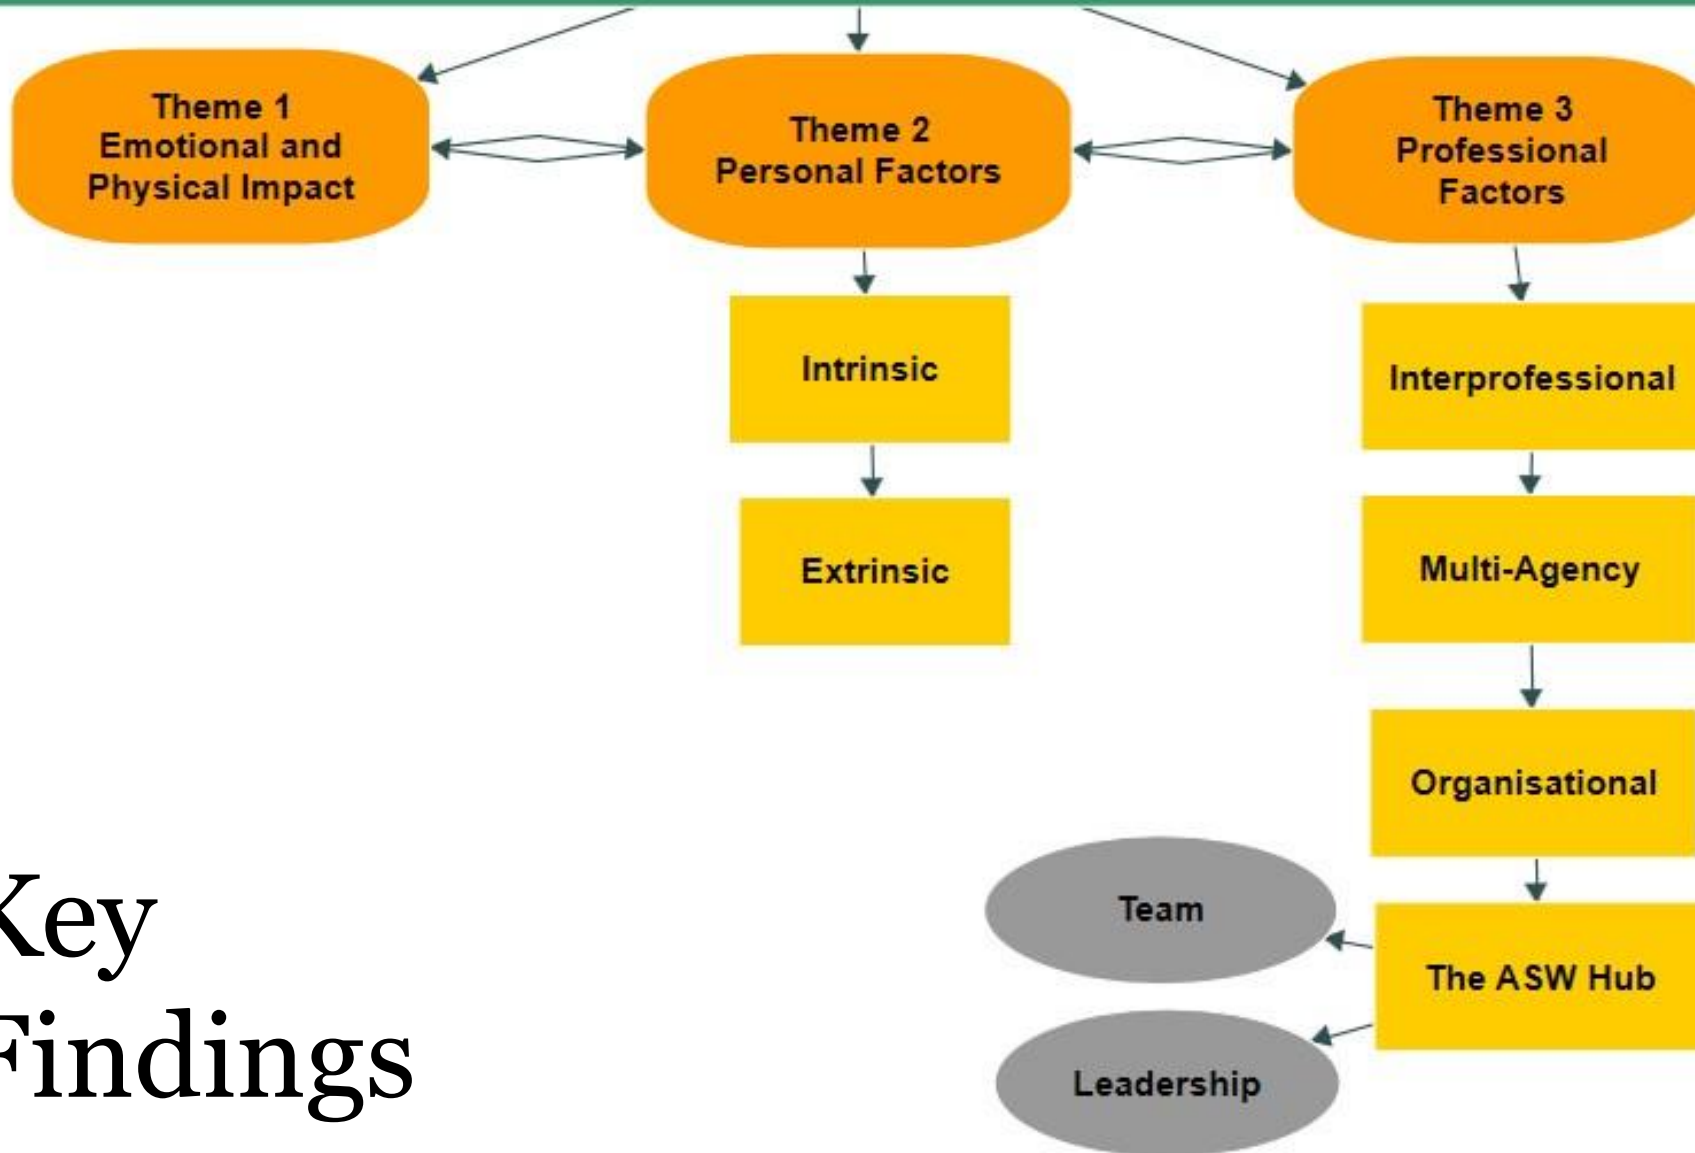 Theme 1
Emotional and
Physical Impact
Theme 2
Personal Factors
Theme 3
Professional
Factors
Intrinsic
Extrinsic
Interprofessional
Multi-Agency
Organisational
The ASW Hub
Team
Leadership
Key
Findings